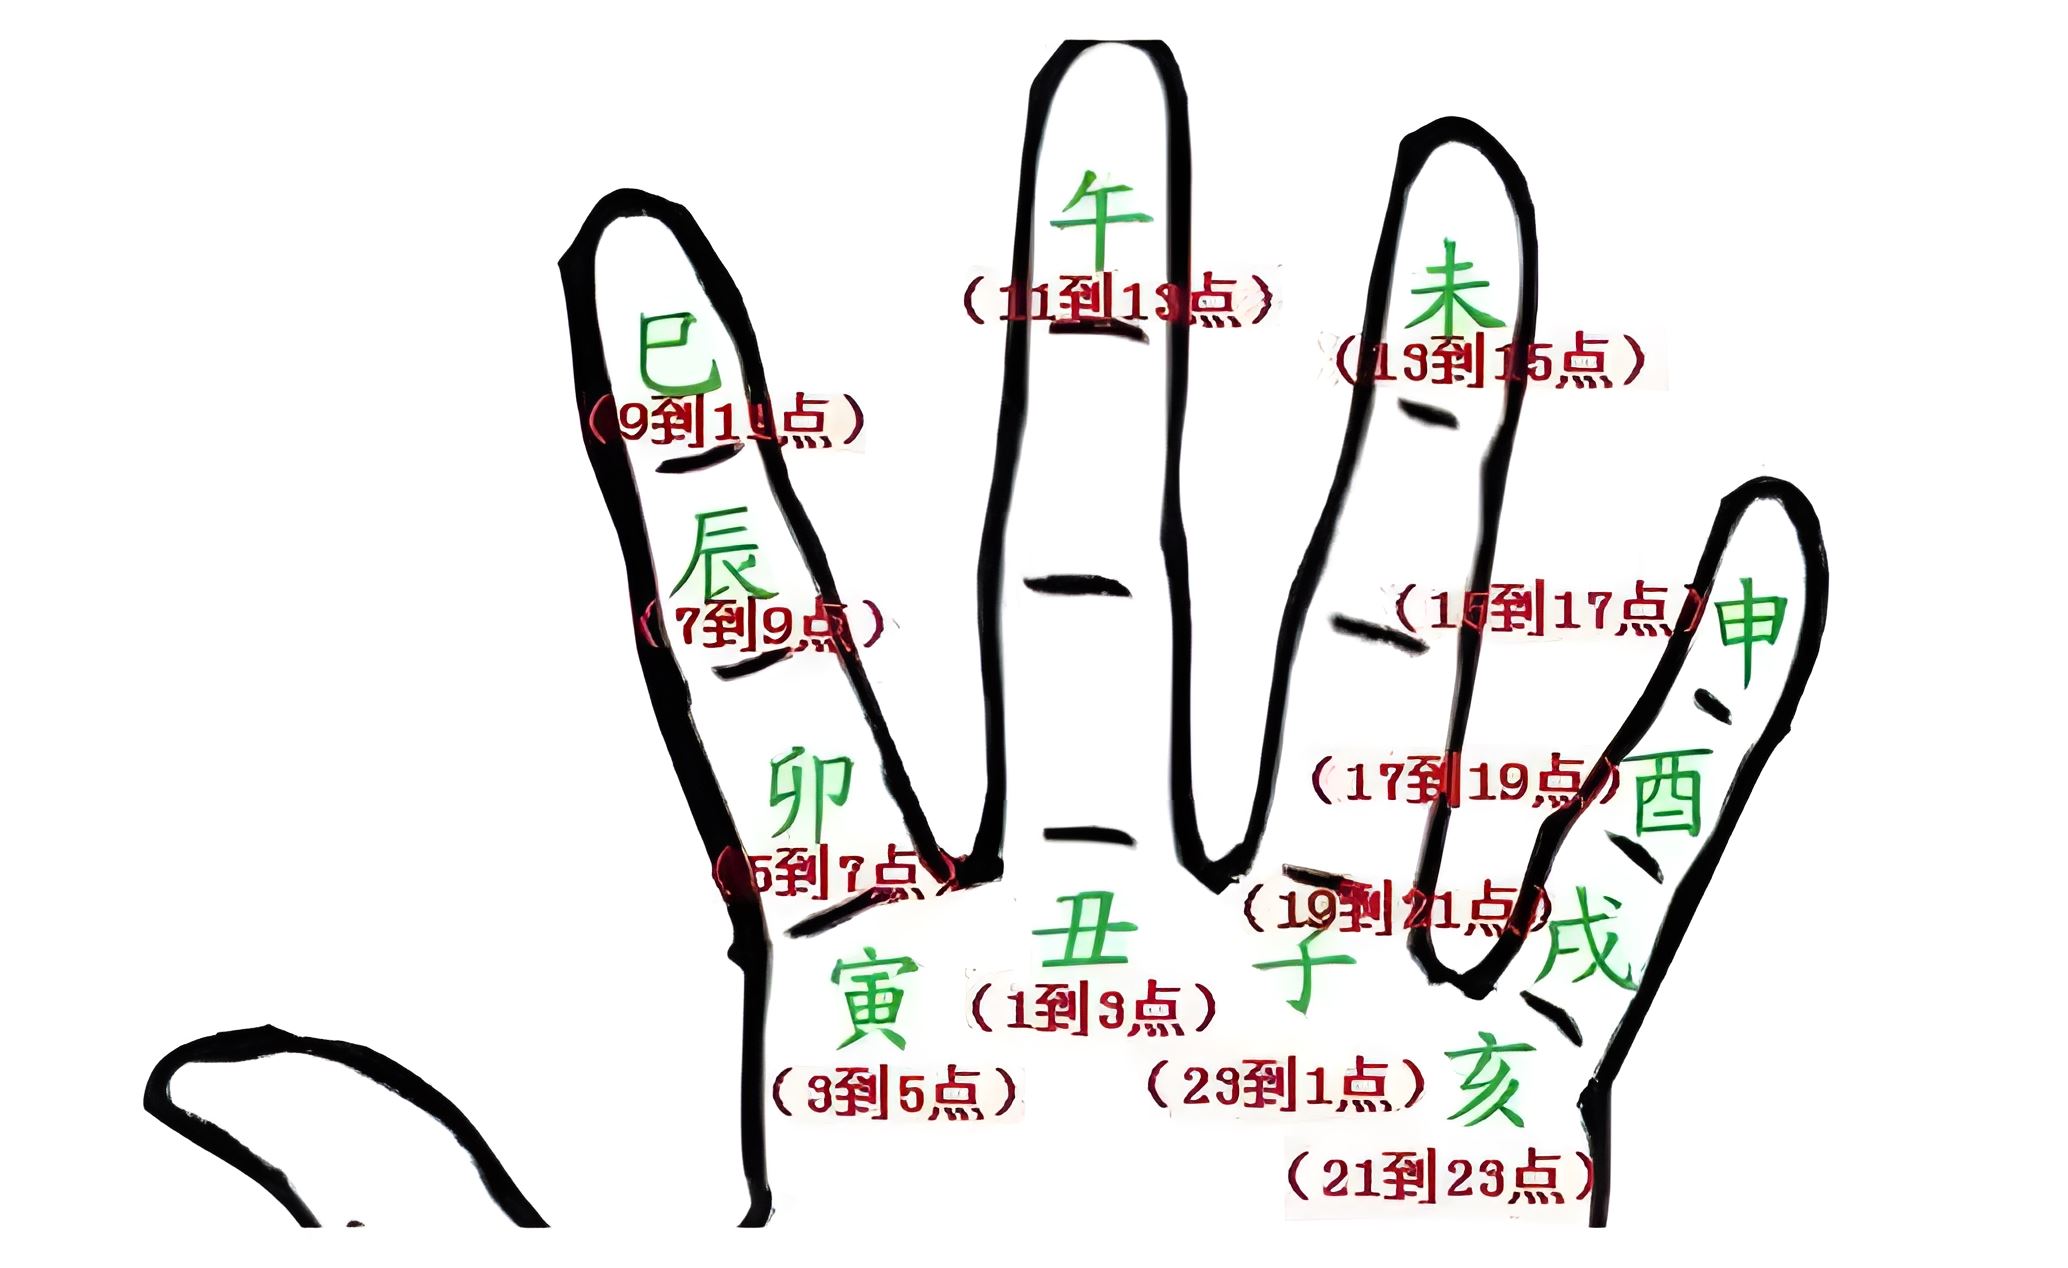 午
(11到13点)
未
(13到15点)
巳
(9到11点)
辰
(7到9点)
申
(15到17点)
卯
(5到7点)
酉
(17到19点)
戌
(19到21点)
丑
(1到3点)
子
(23到1点)
寅
(3到5点)
亥
(21到23点)